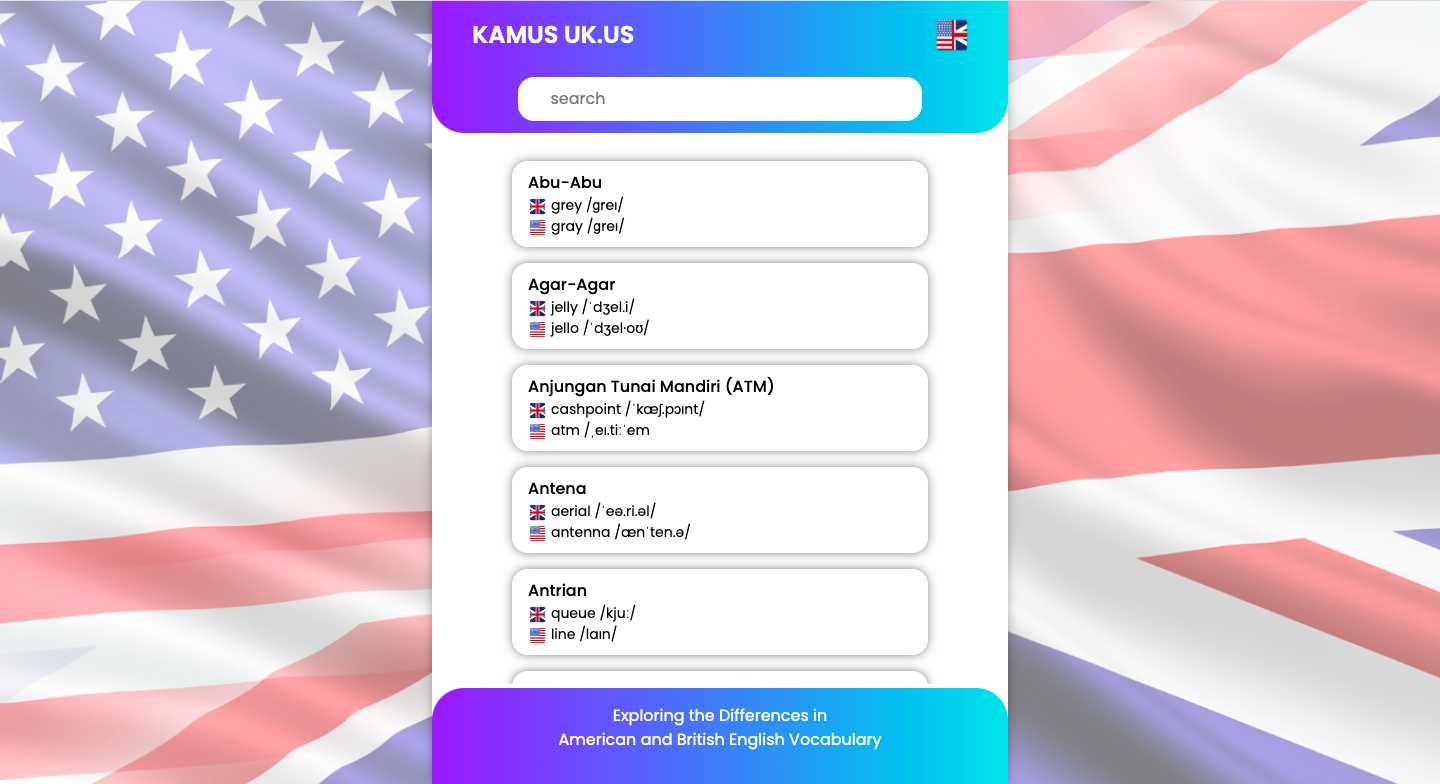 KAMUS UK.US
search
Abu-Abu
grey /ɡreɪ/
gray /ɡreɪ/
Agar-Agar
jelly /ˈdʒel.i/
jello /ˈdʒel·oʊ/
Anjungan Tunai Mandiri (ATM)
cashpoint /ˈkæʃ.pɔɪnt/
atm /ˌeɪ.tiːˈem
Antena
aerial /ˈeə.ri.əl/
antenna /ænˈten.ə/
Antrian
queue /kjuː/
line /laɪn/
Exploring the Differences in
American and British English Vocabulary